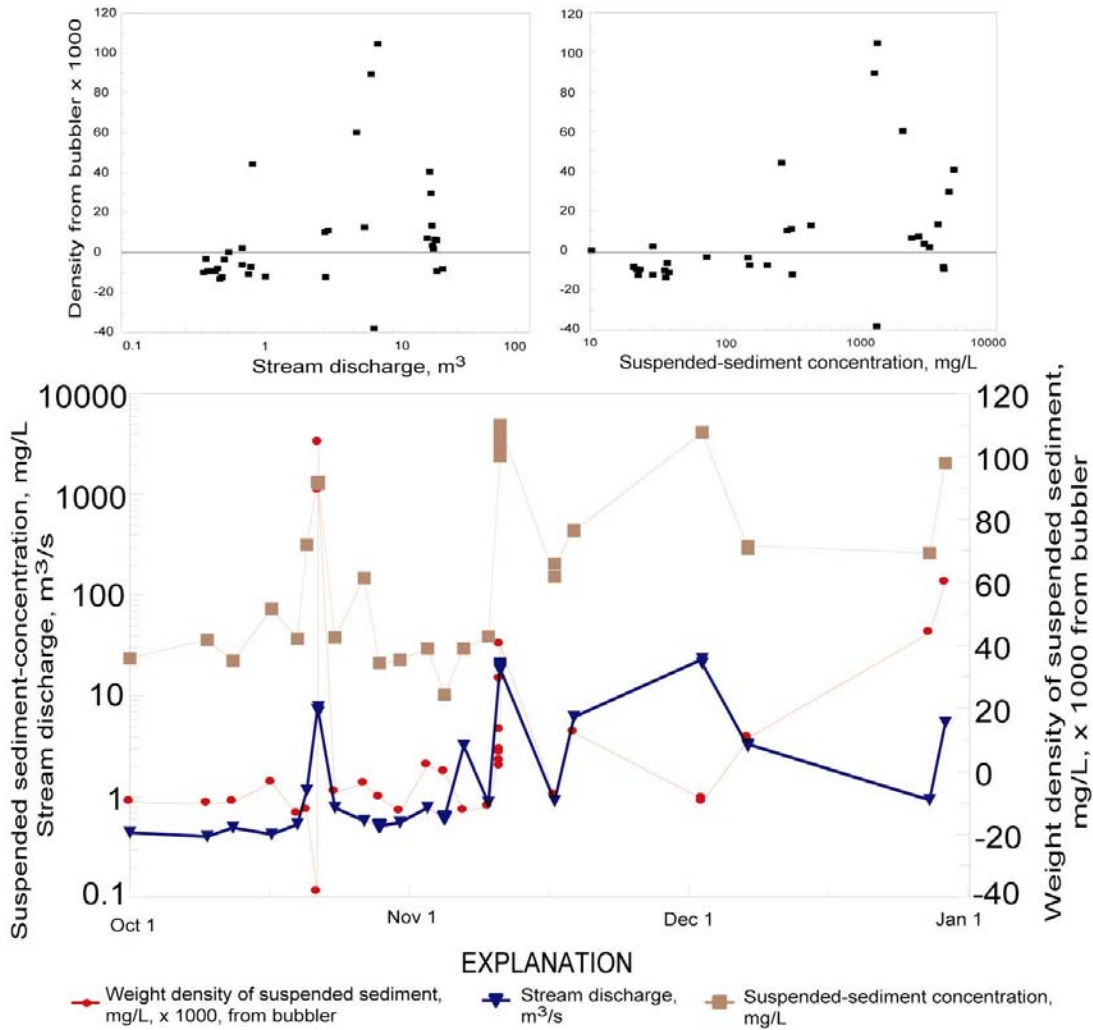 120
100
80
60
40
20
0
-20
-40
Density from bubbler x 1000
0.1 1 10 100
Stream discharge, m³
120
100
80
60
40
20
0
-20
-40
10 100 1000 10000
Suspended-sediment concentration, mg/L
10000
1000
100
10
1
0.1
Suspended sediment-concentration, mg/L
Stream discharge, m³/s
120
100
80
60
40
20
0
-20
-40
Weight density of suspended sediment,
mg/L, x 1000 from bubbler
Oct 1 Nov 1 Dec 1 Jan 1
EXPLANATION
Weight density of suspended sediment,
mg/L, x 1000, from bubbler
Stream discharge,
m³/s
Suspended-sediment concentration,
mg/L